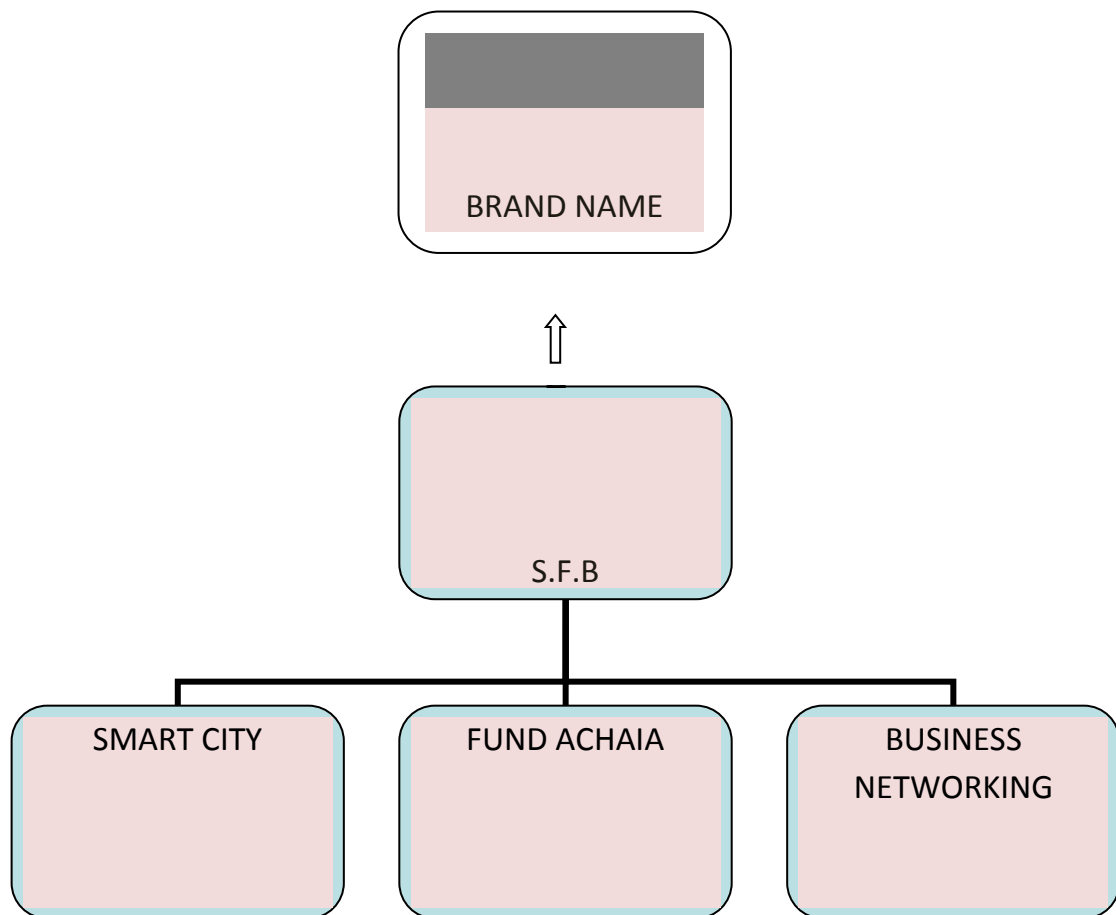 BRAND NAME
S.F.B
SMART CITY
FUND ACHAIA
BUSINESS
NETWORKING